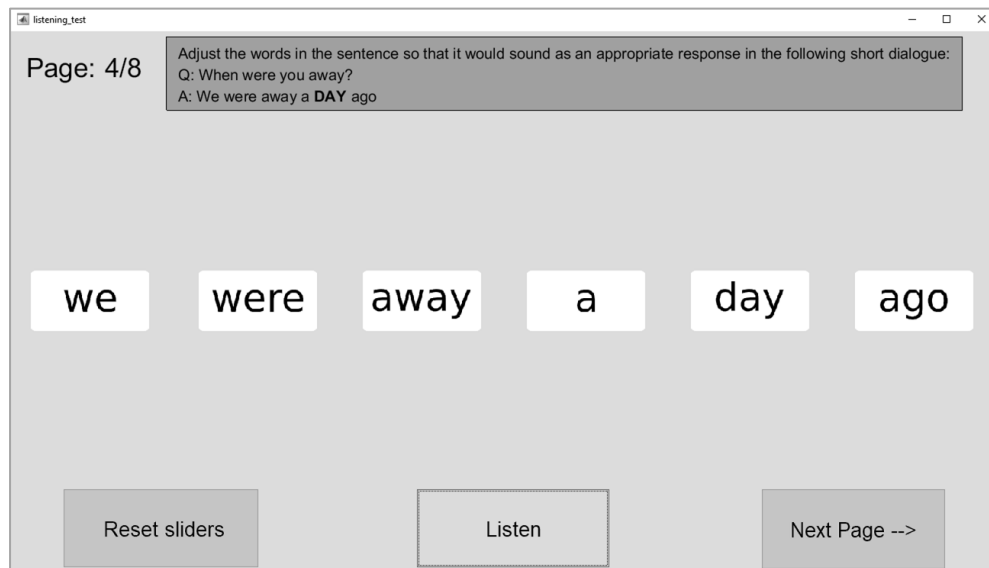 listening_test
Page: 4/8
Adjust the words in the sentence so that it would sound as an appropriate response in the following short dialogue:
Q: When were you away?
A: We were away a DAY ago
we were away a day ago
Reset sliders Listen Next Page -->